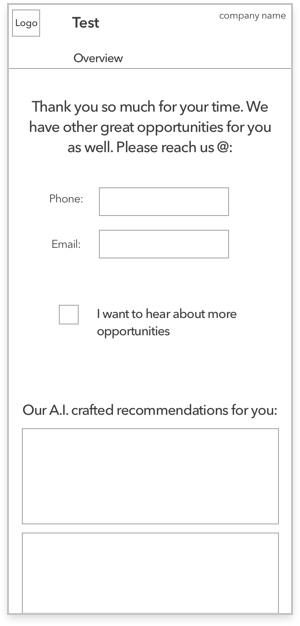 Logo
Test
company name
Overview
Thank you so much for your time. We
have other great opportunities for you
as well. Please reach us @:
Phone:
Email:
I want to hear about more
opportunities
Our A.I. crafted recommendations for you: